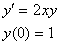 y' = 2xy
y(0) = 1